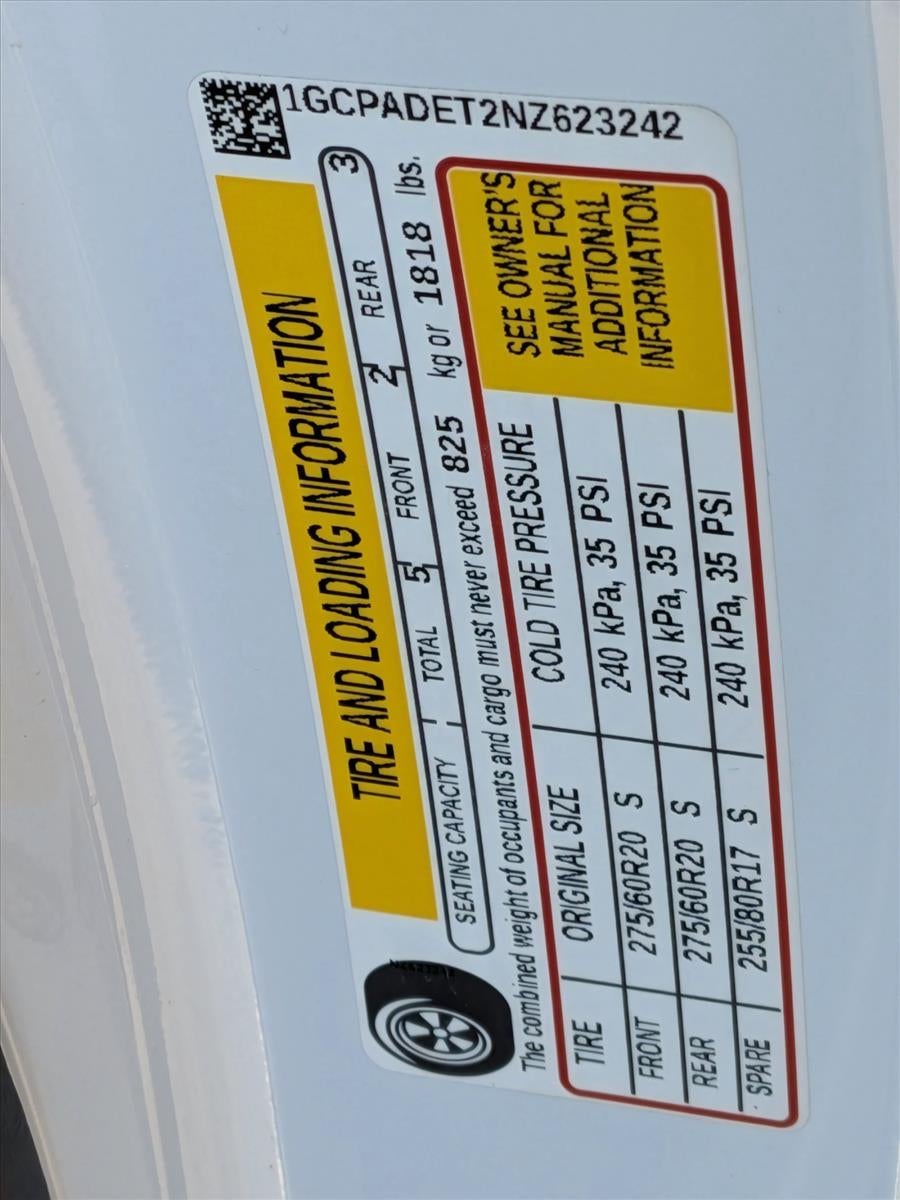 1GCPADET2NZ623242
TIRE AND LOADING INFORMATION
SEATING CAPACITY TOTAL 5 FRONT 2 REAR 3
The combined weight of occupants and cargo must never exceed 825 kg or 1818 lbs.
TIRE ORIGINAL SIZE COLD TIRE PRESSURE
FRONT 275/60R20 S 240 kPa, 35 PSI
REAR 275/60R20 S 240 kPa, 35 PSI
SPARE 255/80R17 S 240 kPa, 35 PSI
SEE OWNER'S
MANUAL FOR
ADDITIONAL
INFORMATION